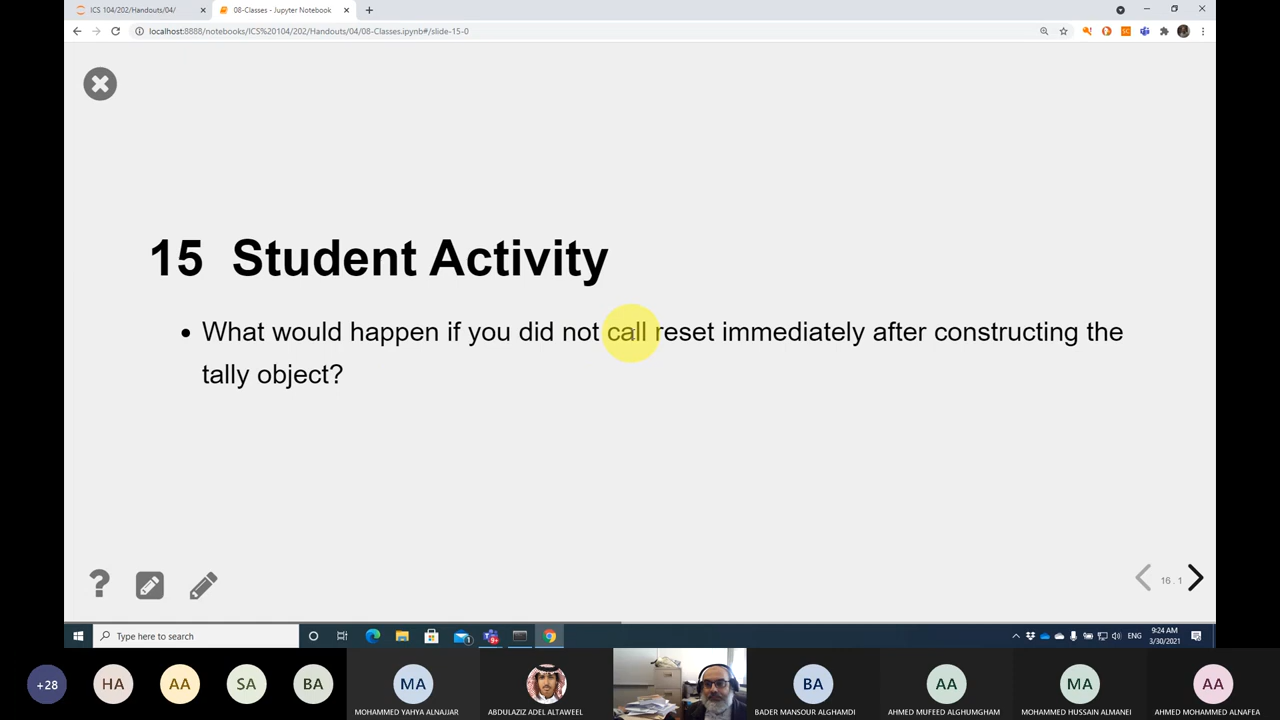 ICS 104/202/Handouts/04/
08-Classes - Jupyter Notebook
localhost:8888/notebooks/ICS%20104/202/Handouts/04/08-Classes.ipynb#/slide-15-0
15 Student Activity
What would happen if you did not call reset immediately after constructing the
tally object?
16.1
Type here to search
ENG
9:24 AM
3/30/2021
+28
HA
AA
SA
BA
MA
MOHAMMED YAHYA ALNAJJAR
ABDULAZIZ ADEL ALTAWEEL
BA
BADER MANSOUR ALGHAMDI
AA
AHMED MUFEED ALGHUMGHAM
MA
MOHAMMED HUSSAIN ALMANEI
AA
AHMED MOHAMMED ALNAFEA